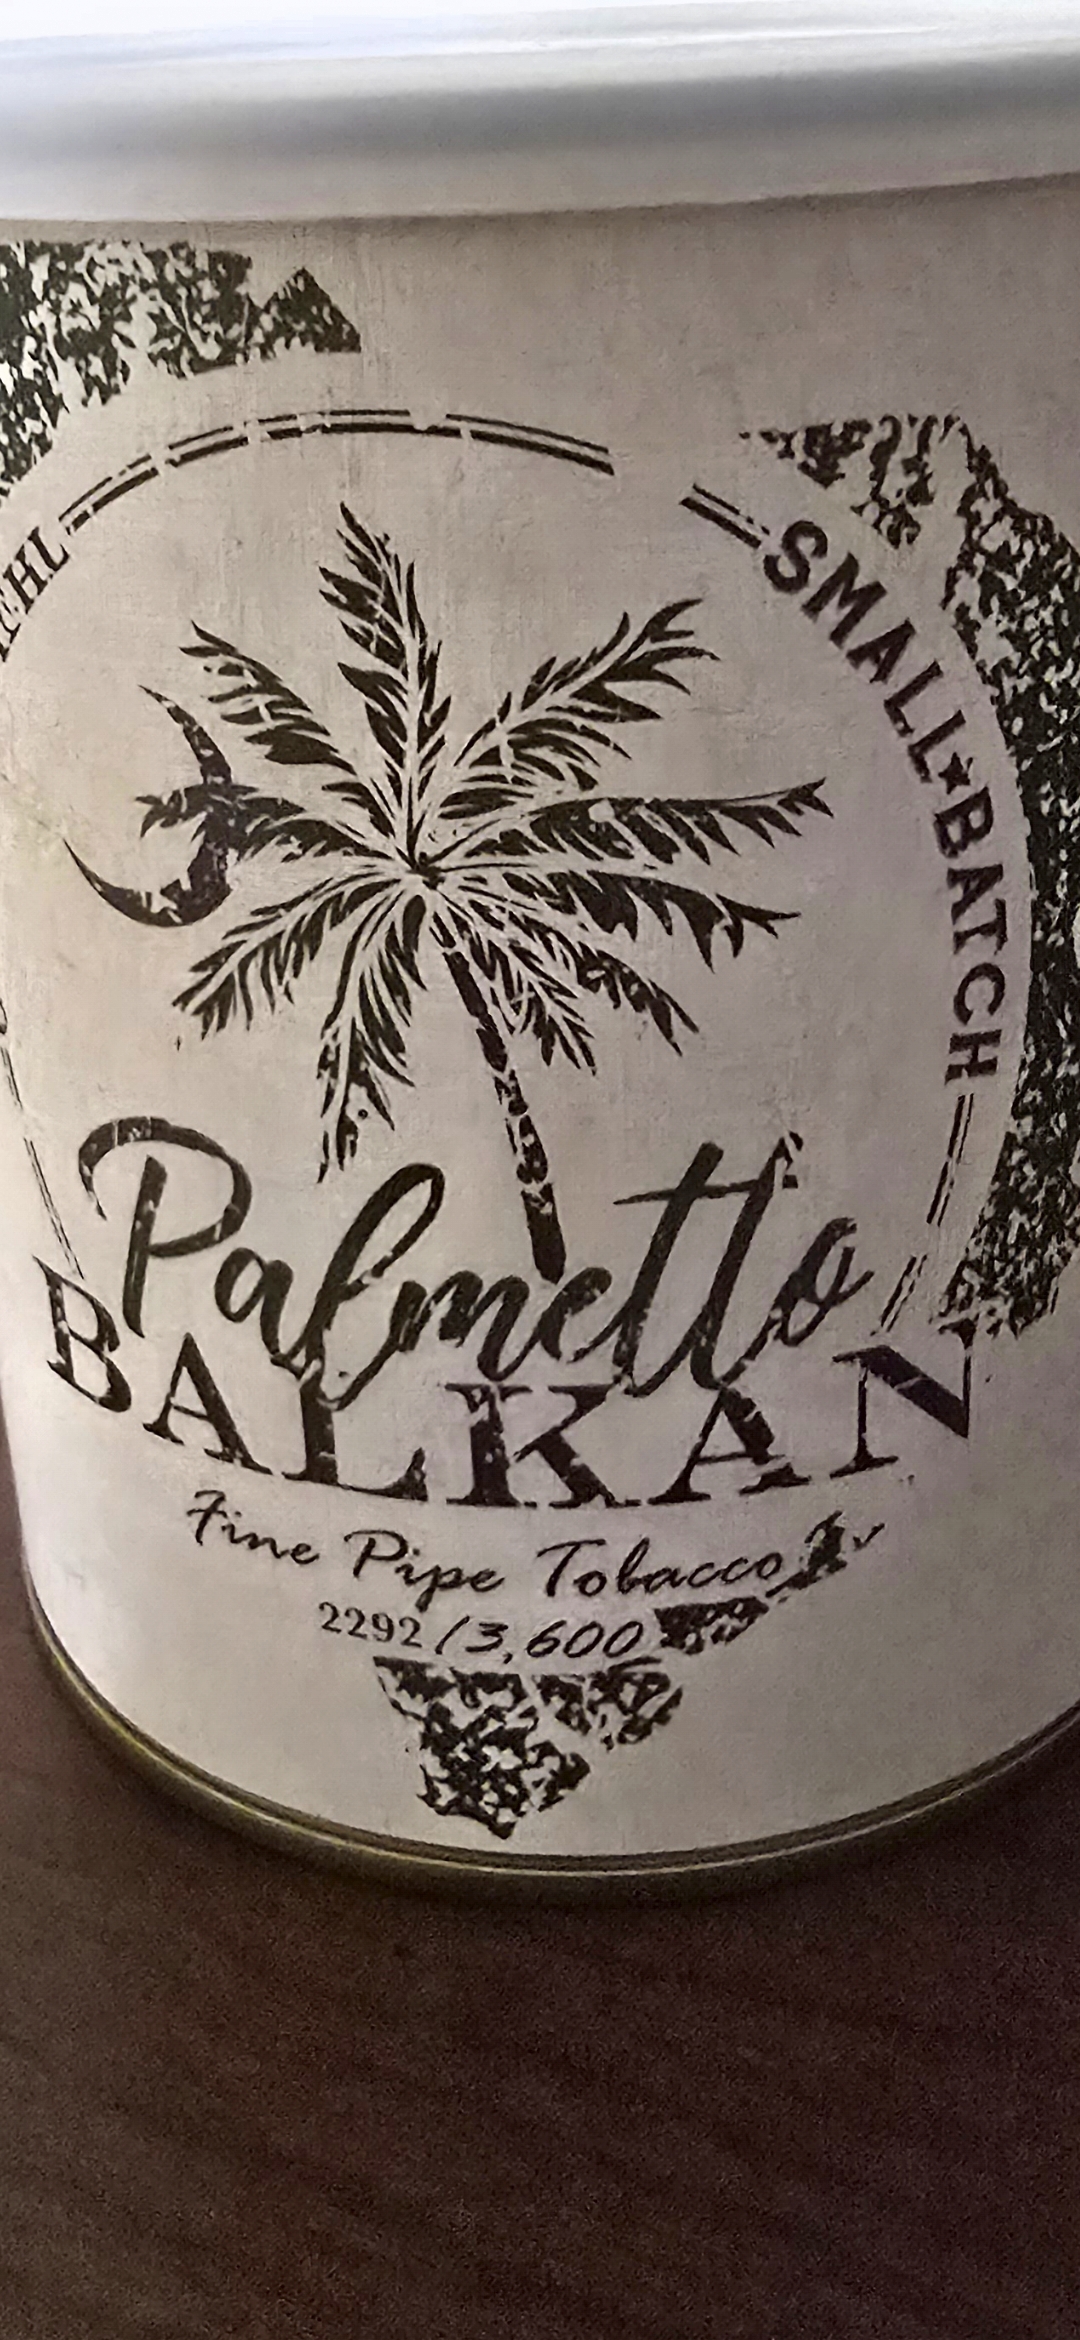 SMALL★BATCH
Palmetto
BALKAN
Fine Pipe Tobacco
2292/3,600